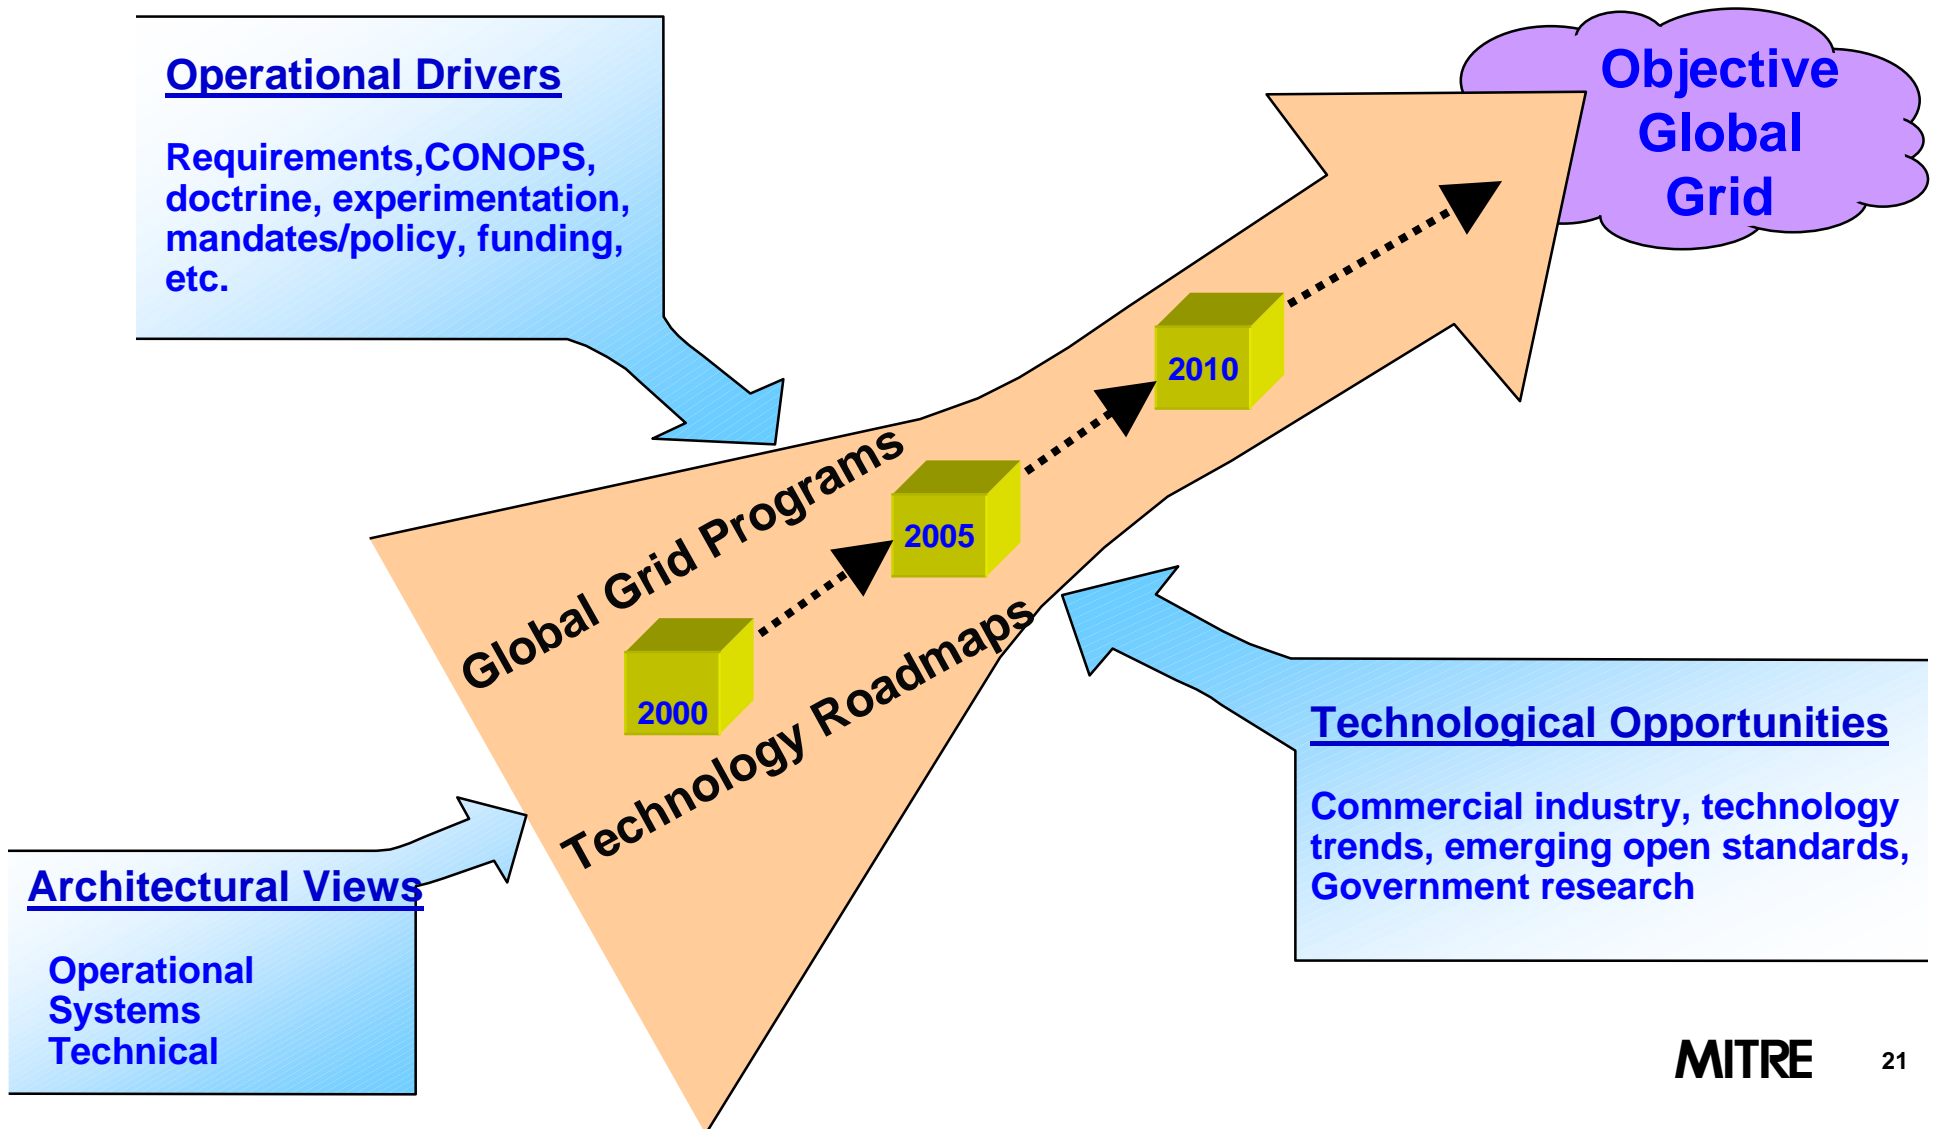 Operational Drivers
Requirements,CONOPS,
doctrine, experimentation,
mandates/policy, funding,
etc.
Objective
Global
Grid
2010
2005
2000
Global Grid Programs
Technology Roadmaps
Architectural Views
Operational
Systems
Technical
Technological Opportunities
Commercial industry, technology
trends, emerging open standards,
Government research
MITRE
21